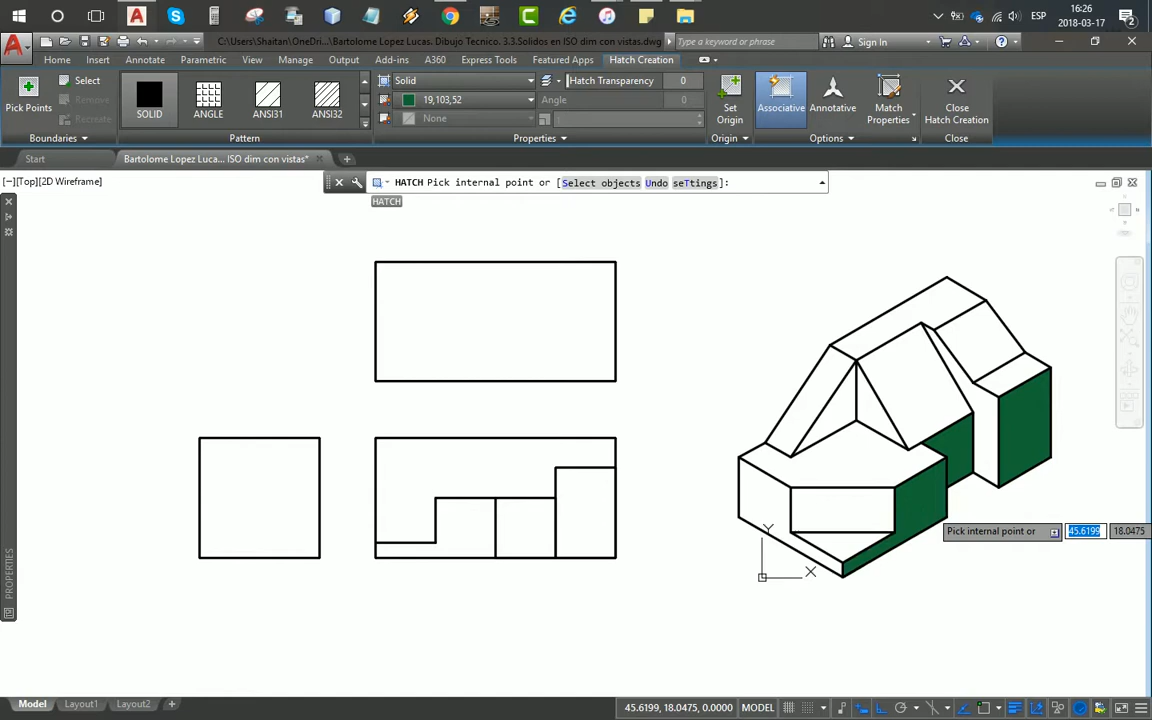 16:26
ESP
2018-03-17
2
C:\Users\Shaitan\OneDri... \Bartolome Lopez Lucas. Dibujo Tecnico. 3.3.Solidos en ISO dim con vistas.dwg
Type a keyword or phrase
Sign In
Home Insert Annotate Parametric View Manage Output Add-ins A360 Express Tools Featured Apps Hatch Creation
Pick Points
Select
Remove
Recreate
SOLID
ANGLE
ANSI31
ANSI32
Solid
Hatch Transparency 0
19,103,52
Angle 0
None
1
Set Origin
Associative
Annotative
Match Properties
Close Hatch Creation
Boundaries
Pattern
Properties
Origin
Options
Close
Start
Bartolome Lopez Luca... ISO dim con vistas*
[−][Top][2D Wireframe]
HATCH Pick internal point or [Select objects Undo seTtings]:
HATCH
Pick internal point or 45.6199 18.0475
Y
X
PROPERTIES
Model Layout1 Layout2
45.6199, 18.0475, 0.0000 MODEL